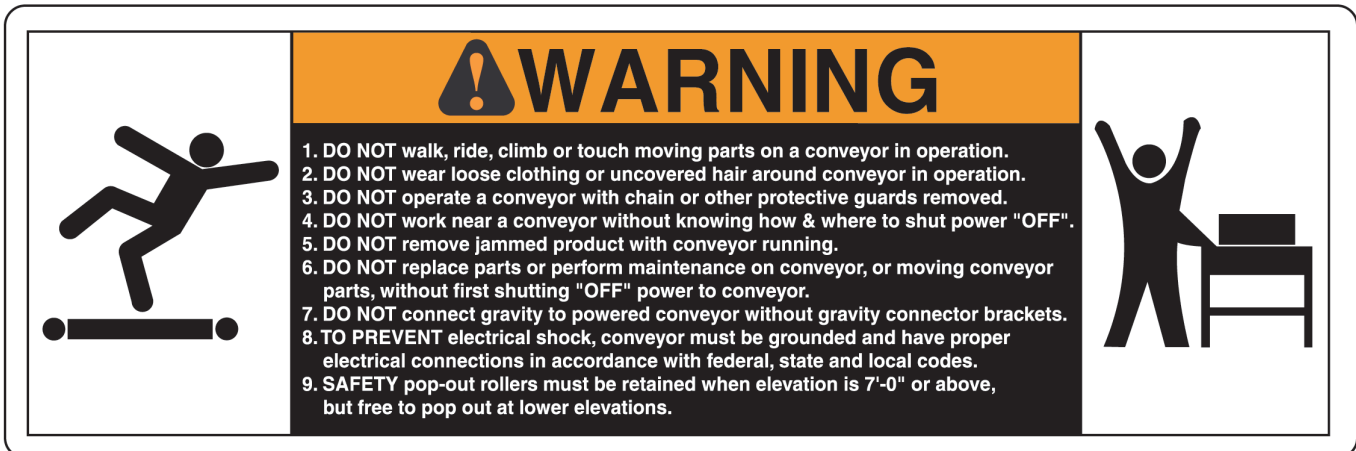 WARNING
1. DO NOT walk, ride, climb or touch moving parts on a conveyor in operation.
2. DO NOT wear loose clothing or uncovered hair around conveyor in operation.
3. DO NOT operate a conveyor with chain or other protective guards removed.
4. DO NOT work near a conveyor without knowing how & where to shut power "OFF".
5. DO NOT remove jammed product with conveyor running.
6. DO NOT replace parts or perform maintenance on conveyor, or moving conveyor
parts, without first shutting "OFF" power to conveyor.
7. DO NOT connect gravity to powered conveyor without gravity connector brackets.
8. TO PREVENT electrical shock, conveyor must be grounded and have proper
electrical connections in accordance with federal, state and local codes.
9. SAFETY pop-out rollers must be retained when elevation is 7'-0" or above,
but free to pop out at lower elevations.